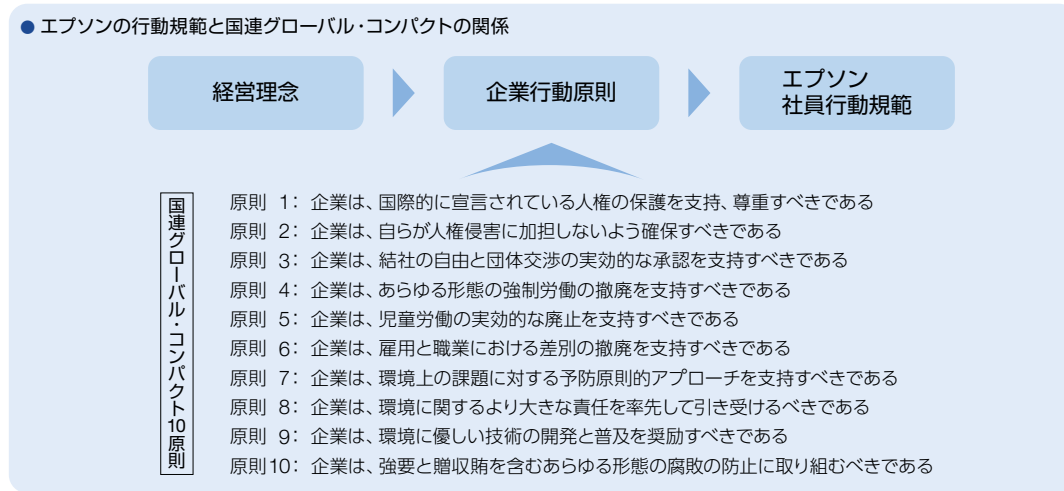 ● エプソンの行動規範と国連グローバル・コンパクトの関係
経営理念
企業行動原則
エプソン
社員行動規範
国連グローバル・コンパクト10原則
原則 1: 企業は、国際的に宣言されている人権の保護を支持、尊重すべきである
原則 2: 企業は、自らが人権侵害に加担しないよう確保すべきである
原則 3: 企業は、結社の自由と団体交渉の実効的な承認を支持すべきである
原則 4: 企業は、あらゆる形態の強制労働の撤廃を支持すべきである
原則 5: 企業は、児童労働の実効的な廃止を支持すべきである
原則 6: 企業は、雇用と職業における差別の撤廃を支持すべきである
原則 7: 企業は、環境上の課題に対する予防原則的アプローチを支持すべきである
原則 8: 企業は、環境に関するより大きな責任を率先して引き受けるべきである
原則 9: 企業は、環境に優しい技術の開発と普及を奨励すべきである
原則10: 企業は、強要と贈収賄を含むあらゆる形態の腐敗の防止に取り組むべきである